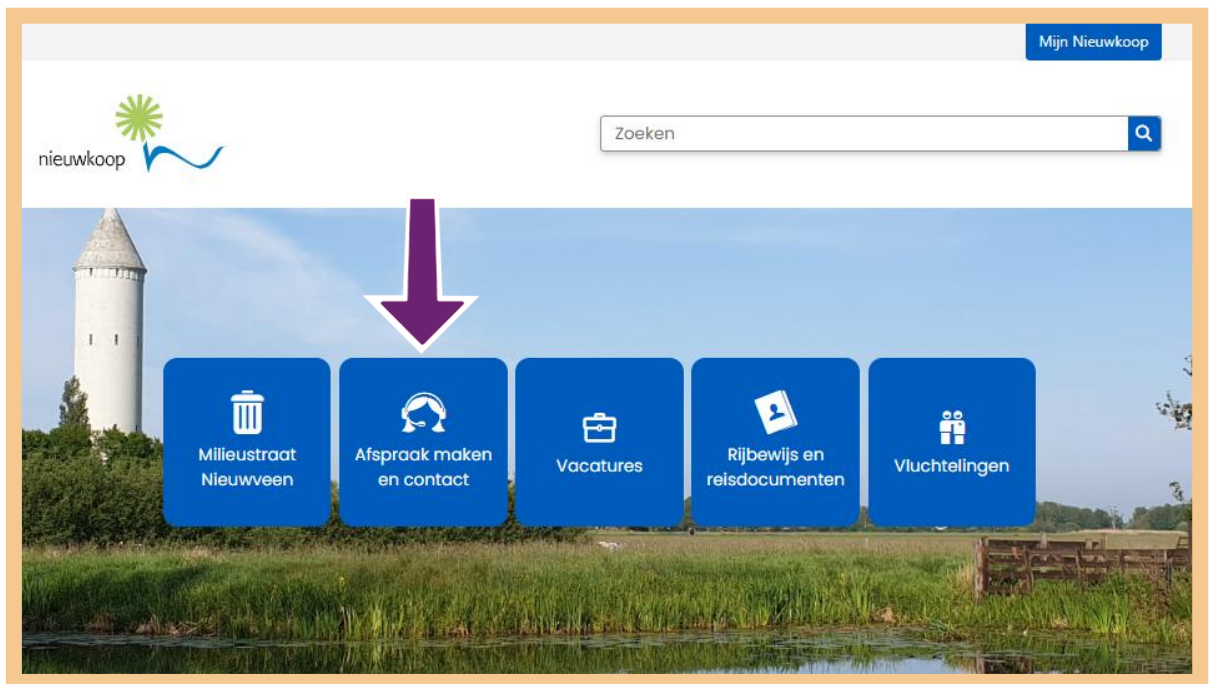 Mijn Nieuwkoop
nieuwkoop
Zoeken
Milieustraat
Nieuwveen
Afspraak maken
en contact
Vacatures
Rijbewijs en
reisdocumenten
Vluchtelingen